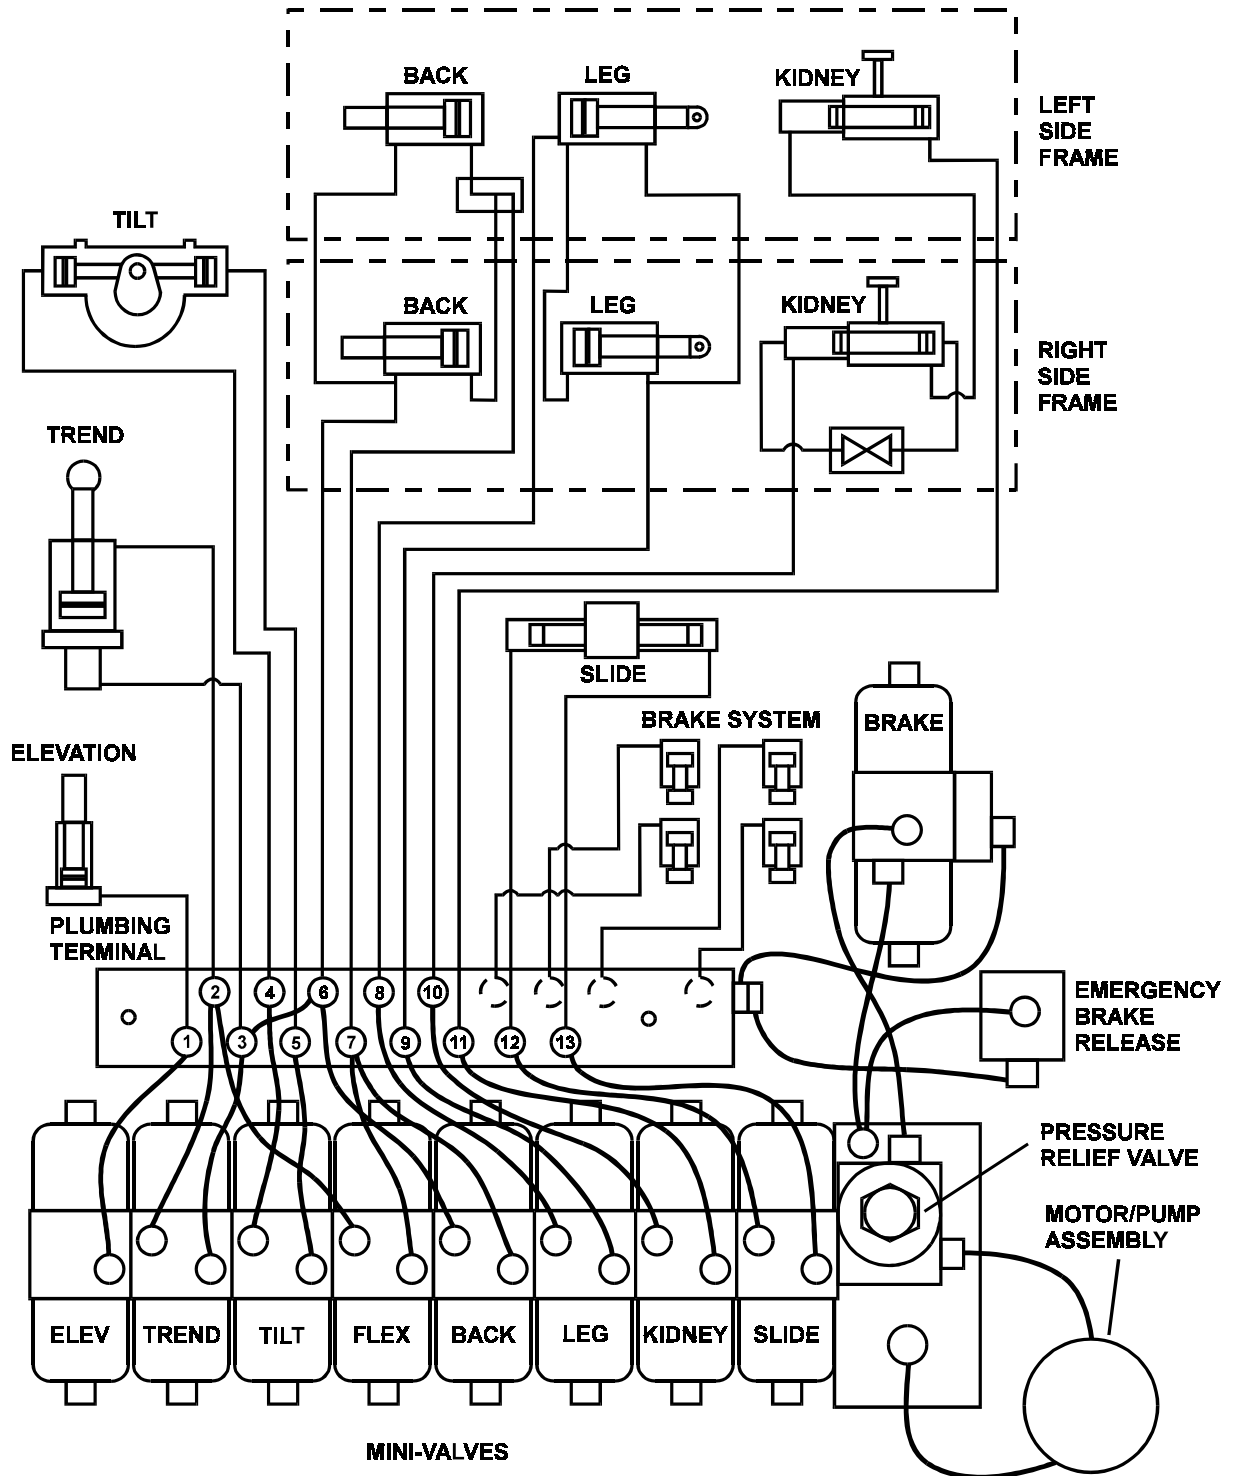 BACK
LEG
KIDNEY
LEFT
SIDE
FRAME
TILT
BACK
LEG
KIDNEY
RIGHT
SIDE
FRAME
TREND
SLIDE
BRAKE SYSTEM
BRAKE
ELEVATION
PLUMBING
TERMINAL
2
4
6
8
10
1
3
5
7
9
11
12
13
EMERGENCY
BRAKE
RELEASE
PRESSURE
RELIEF VALVE
MOTOR/PUMP
ASSEMBLY
ELEV
TREND
TILT
FLEX
BACK
LEG
KIDNEY
SLIDE
MINI-VALVES